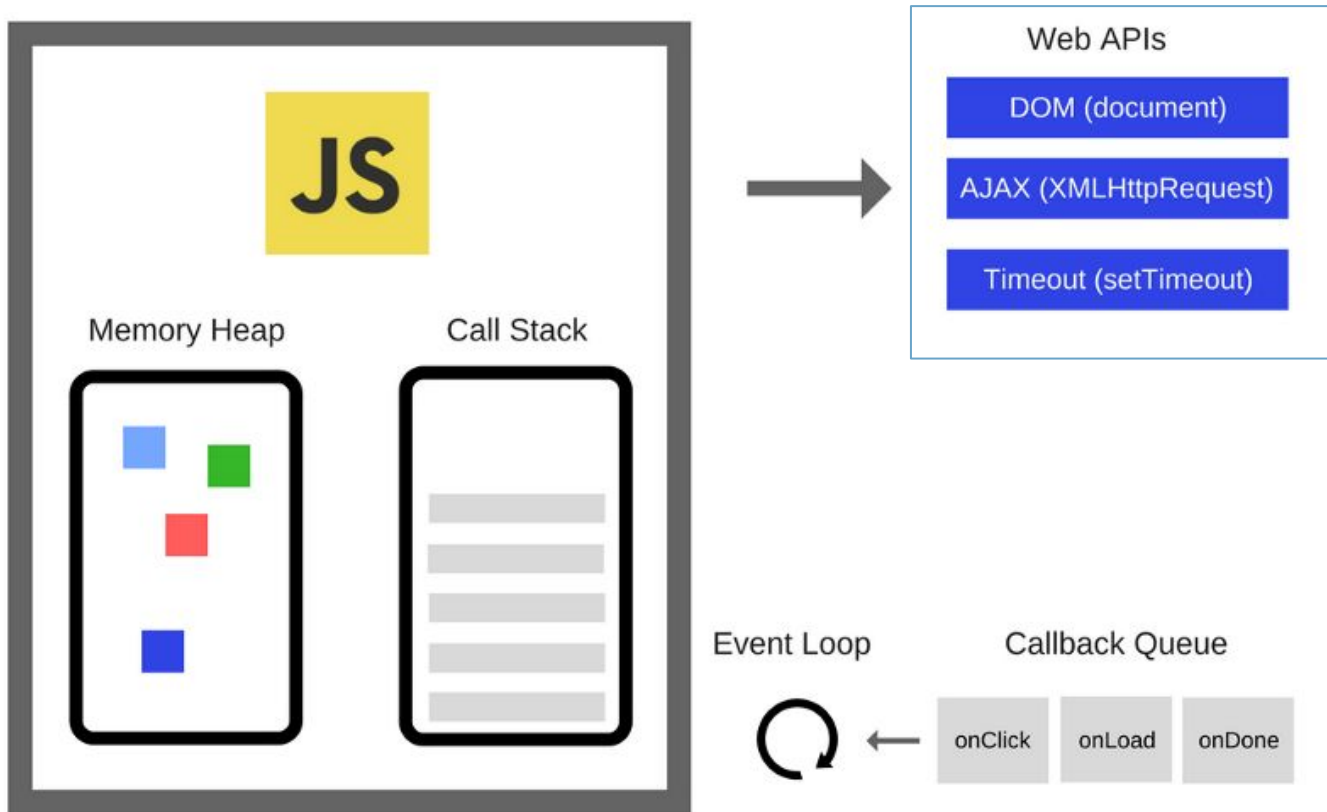 JS
Memory Heap
Call Stack
Web APIs
DOM (document)
AJAX (XMLHttpRequest)
Timeout (setTimeout)
Event Loop
Callback Queue
onClick
onLoad
onDone